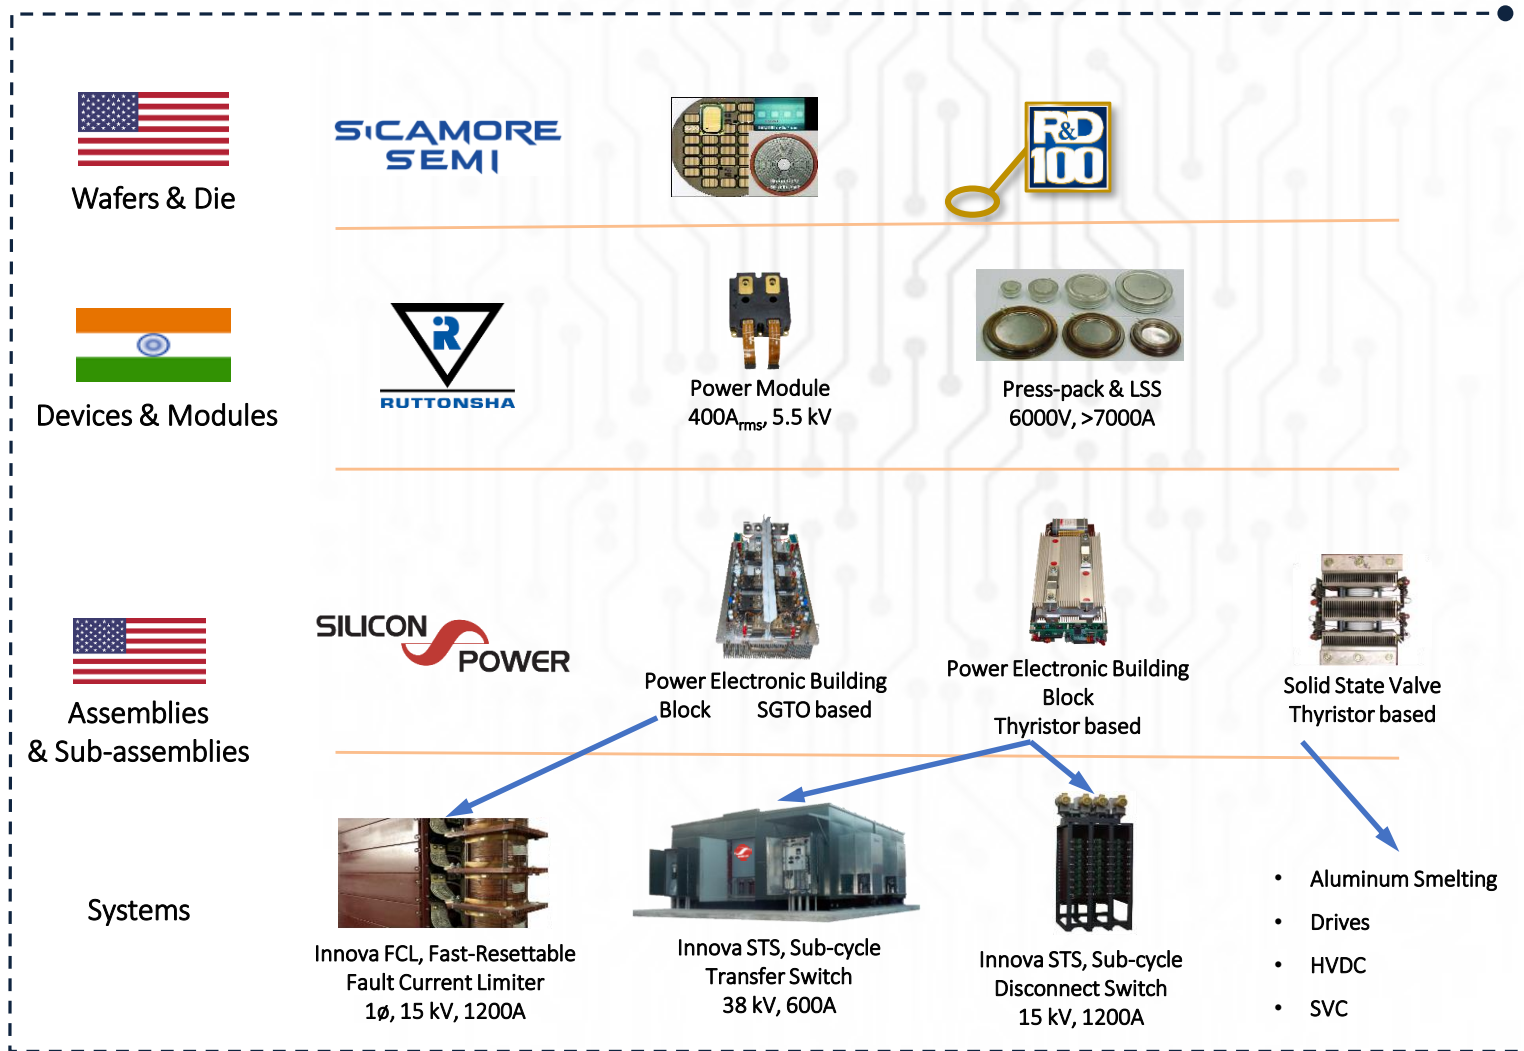 Wafers & Die
SiCAMORE
SEMI
R&D
100
Devices & Modules
iR
RUTTONSHA
Power Module
400Arms, 5.5 kV
Press-pack & LSS
6000V, >7000A
Assemblies
& Sub-assemblies
SILICON
POWER
Power Electronic Building
Block SGTO based
Power Electronic Building
Block
Thyristor based
Solid State Valve
Thyristor based
Systems
Innova FCL, Fast-Resettable
Fault Current Limiter
1ø, 15 kV, 1200A
Innova STS, Sub-cycle
Transfer Switch
38 kV, 600A
Innova STS, Sub-cycle
Disconnect Switch
15 kV, 1200A
• Aluminum Smelting
• Drives
• HVDC
• SVC